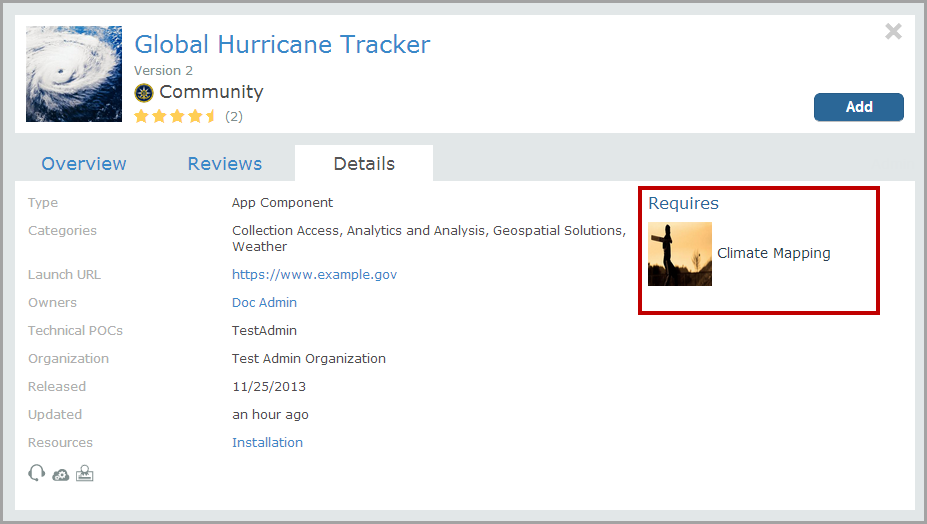 Global Hurricane Tracker
Version 2
Community
(2)
Add
Overview
Reviews
Details
Type
App Component
Categories
Collection Access, Analytics and Analysis, Geospatial Solutions,
Weather
Launch URL
https://www.example.gov
Owners
Doc Admin
Technical POCs
TestAdmin
Organization
Test Admin Organization
Released
11/25/2013
Updated
an hour ago
Resources
Installation
Requires
Climate Mapping